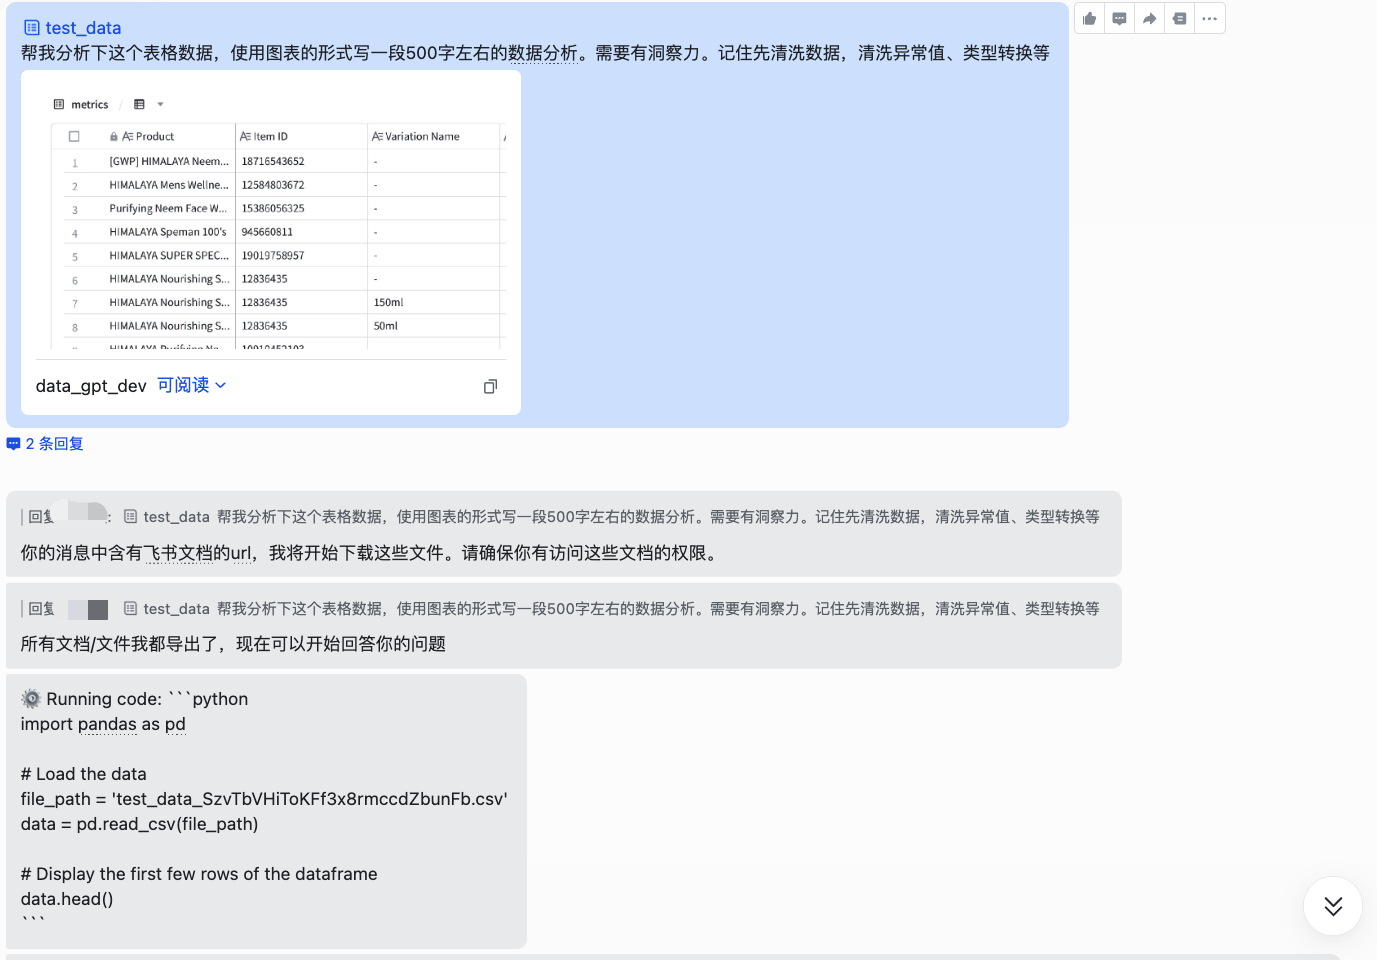 test_data
帮我分析下这个表格数据，使用图表的形式写一段500字左右的数据分析。需要有洞察力。记住先清洗数据，清洗异常值、类型转换等
metrics /
Product Item ID Variation Name
1 [GWP] HIMALAYA Neem... 18716543652 -
2 HIMALAYA Mens Wellne... 12584803672 -
3 Purifying Neem Face W... 15386056325 -
4 HIMALAYA Speman 100's 945660811 -
5 HIMALAYA SUPER SPEC... 19019758957 -
6 HIMALAYA Nourishing S... 12836435 -
7 HIMALAYA Nourishing S... 12836435 150ml
8 HIMALAYA Nourishing S... 12836435 50ml
data_gpt_dev 可阅读
2 条回复
回复 : test_data 帮我分析下这个表格数据，使用图表的形式写一段500字左右的数据分析。需要有洞察力。记住先清洗数据，清洗异常值、类型转换等
你的消息中含有飞书文档的url，我将开始下载这些文件。请确保你有访问这些文档的权限。
回复 test_data 帮我分析下这个表格数据，使用图表的形式写一段500字左右的数据分析。需要有洞察力。记住先清洗数据，清洗异常值、类型转换等
所有文档/文件我都导出了，现在可以开始回答你的问题
Running code: ```python
import pandas as pd
# Load the data
file_path = 'test_data_SzvTbVHiToKFf3x8rmccdZbunFb.csv'
data = pd.read_csv(file_path)
# Display the first few rows of the dataframe
data.head()
```